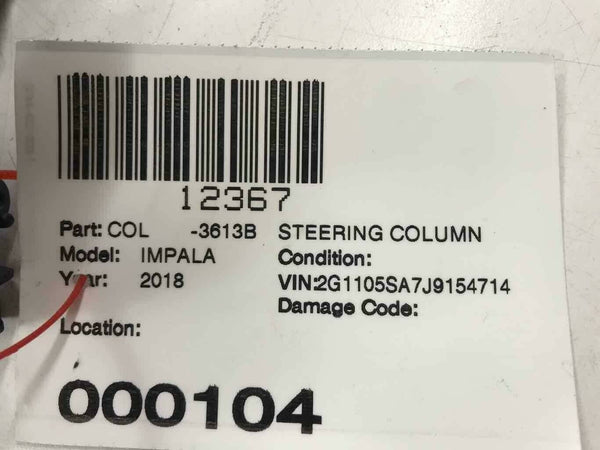 12367
Part: COL -3613B STEERING COLUMN
Model: IMPALA Condition:
Year: 2018 VIN:2G1105SA7J9154714
Damage Code:
Location:
000104